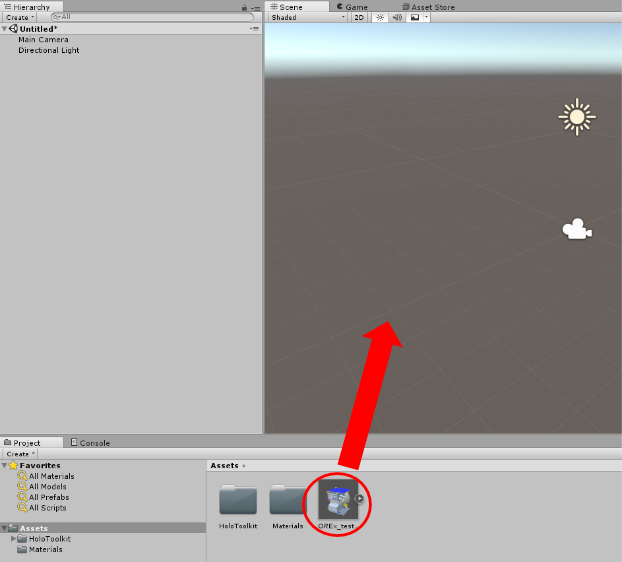 Hierarchy
Create
All
Untitled*
Main Camera
Directional Light
Scene
Game
Asset Store
Shaded
2D
Project
Console
Create
Favorites
All Materials
All Models
All Prefabs
All Scripts
Assets
HoloToolkit
Materials
Assets
HoloToolkit
Materials
OREx_test